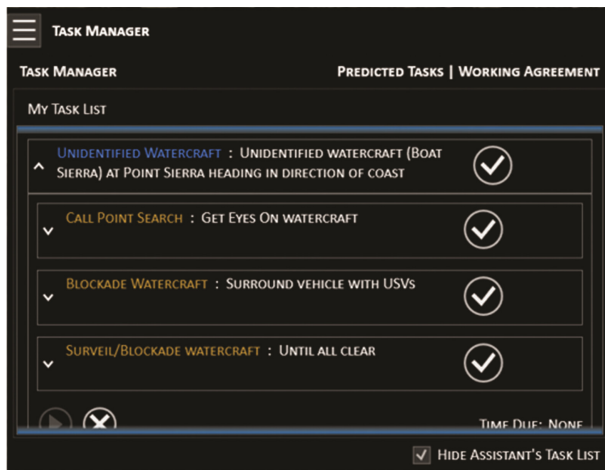 Task Manager
Task Manager
Predicted Tasks | Working Agreement
My Task List
Unidentified Watercraft : Unidentified watercraft (Boat
Sierra) at Point Sierra heading in direction of coast
Call Point Search : Get Eyes On watercraft
Blockade Watercraft : Surround vehicle with USVs
Surveil/Blockade watercraft : Until all clear
Time Due: None
Hide Assistant's Task List